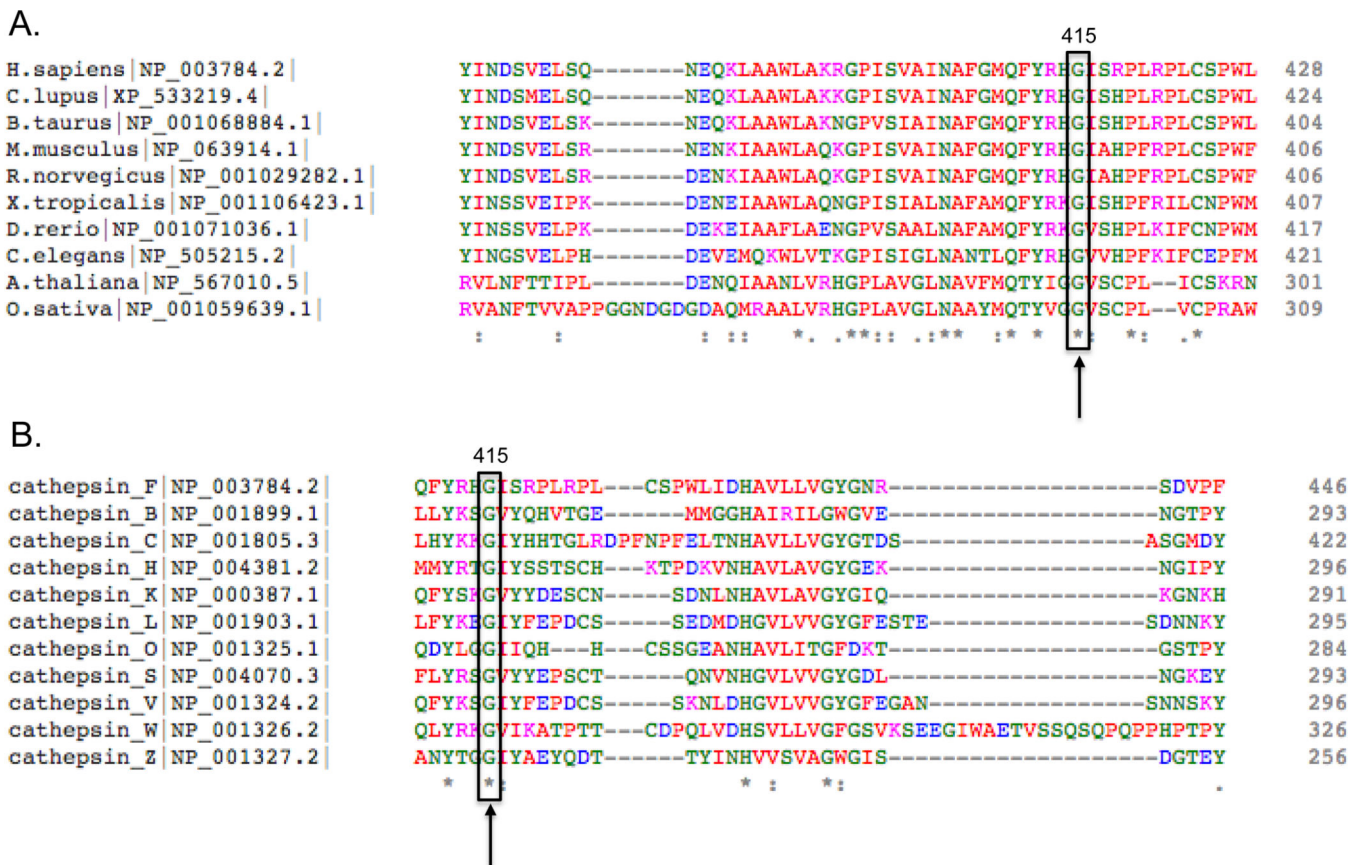 A.
415
H.sapiens|NP_003784.2| YINDSVELSQ-------NEQKLAAWLAKRGPISVAINAFGMQFYRHGISRPLRPLCSPWL 428
C.lupus|XP_533219.4| YINDSMELSQ-------NEQKLAAWLAKKGPISVAINAFGMQFYRHGISHPLRPLCSPWL 424
B.taurus|NP_001068884.1| YINDSVELSK-------NEQKLAAWLAKNGPVSIAINAFGMQFYRHGISHPLRPLCSPWL 404
M.musculus|NP_063914.1| YINDSVELSR-------NENKIAAWLAQKGPISVAINAFGMQFYRHGIAHPFRPLCSPWF 406
R.norvegicus|NP_001029282.1| YINDSVELSR-------DENKIAAWLAQKGPISVAINAFGMQFYRHGIAHPFRPLCSPWF 406
X.tropicalis|NP_001106423.1| YINSSVEIPK-------DENEIAAWLAQNGPISIALNAFAMQFYRKGISHPFRILCNPWM 407
D.rerio|NP_001071036.1| YINSSVELPK-------DEKEIAAFLAENGPVSAALNAFAMQFYRKGVSHPLKIFCNPWM 417
C.elegans|NP_505215.2| YINGSVELPH-------DEVEMQKWLVTKGPISIGLNANTLQFYRHGVVHPFKIFCEPFM 421
A.thaliana|NP_567010.5| RVLNFTTIPL-------DENQIAANLVRHGPLAVGLNAVFMQTYIGGVSCPL--ICSKRN 301
O.sativa|NP_001059639.1| RVANFTVVAPPGGNDGDGDAQMRAALVRHGPLAVGLNAAYMQTYVGGVSCPL--VCPRAW 309
: : : :: *. .**:: .:** :* * *: *: .*
B.
415
cathepsin_F|NP_003784.2| QFYRHGISRPLRPL---CSPWLIDHAVLLVGYGNR--------------------SDVPF 446
cathepsin_B|NP_001899.1| LLYKSGVYQHVTGE------MMGGHAIRILGWGVE--------------------NGTPY 293
cathepsin_C|NP_001805.3| LHYKKGIYHHTGLRDPFNPFELTNHAVLLVGYGTDS------------------ASGMDY 422
cathepsin_H|NP_004381.2| MMYRTGIYSSTSCH---KTPDKVNHAVLAVGYGEK--------------------NGIPY 296
cathepsin_K|NP_000387.1| QFYSKGVYYDESCN-----SDNLNHAVLAVGYGIQ--------------------KGNKH 291
cathepsin_L|NP_001903.1| LFYKEGIYFEPDCS-----SEDMDHGVLVVGYGFESTE----------------SDNNKY 295
cathepsin_O|NP_001325.1| QDYLGGIIQH---H---CSSGEANHAVLITGFDKT--------------------GSTPY 284
cathepsin_S|NP_004070.3| FLYRSGVYYEPSCT------QNVNHGVLVVGYGDL--------------------NGKEY 293
cathepsin_V|NP_001324.2| QFYKSGIYFEPDCS-----SKNLDHGVLVVGYGFEGAN----------------SNNSKY 296
cathepsin_W|NP_001326.2| QLYRKGVIKATPTT---CDPQLVDHSVLLVGFGSVKSEEGIWAETVSSQSQPQPPHPTPY 326
cathepsin_Z|NP_001327.2| ANYTGGIYAEYQDT------TYINHVVSVAGWGIS--------------------DGTEY 256
* *: * : *: .